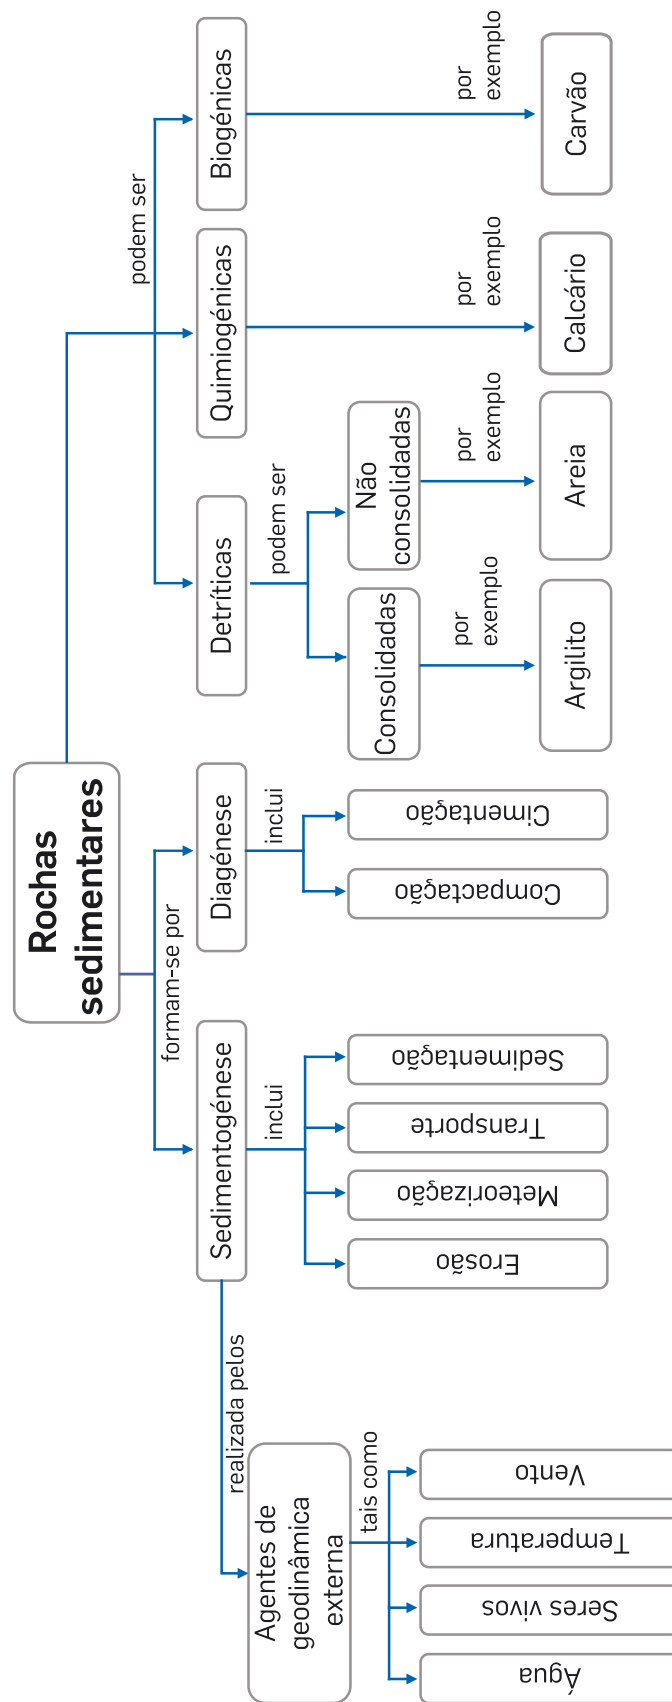 Rochas
sedimentares
formam-se por
podem ser
Sedimentogénese
Diagénese
Detríticas
Quimiogénicas
Biogénicas
realizada pelos
inclui
inclui
podem ser
Agentes de
geodinâmica
externa
Erosão
Meteorização
Transporte
Sedimentação
Compactação
Cimentação
Consolidadas
Não
consolidadas
tais como
por
exemplo
por
exemplo
por
exemplo
por
exemplo
Água
Seres vivos
Temperatura
Vento
Argilito
Areia
Calcário
Carvão